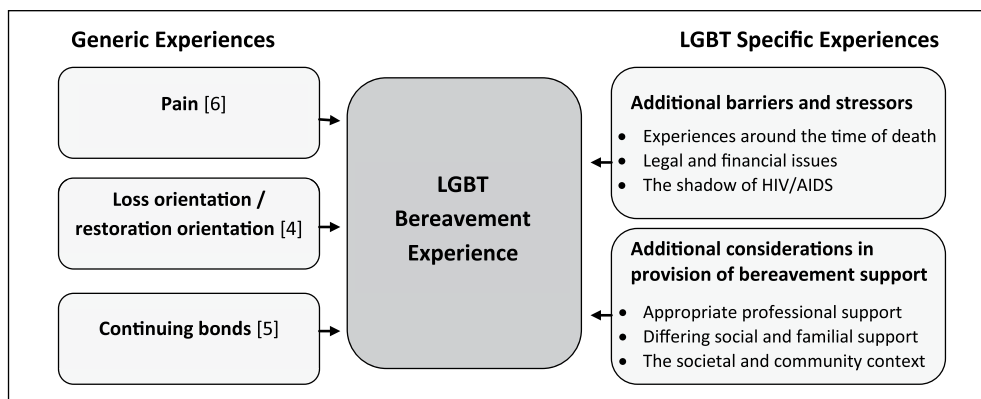 Generic Experiences
LGBT Specific Experiences
Pain [6]
Loss orientation /
restoration orientation [4]
Continuing bonds [5]
LGBT
Bereavement
Experience
Additional barriers and stressors
• Experiences around the time of death
• Legal and financial issues
• The shadow of HIV/AIDS
Additional considerations in
provision of bereavement support
• Appropriate professional support
• Differing social and familial support
• The societal and community context